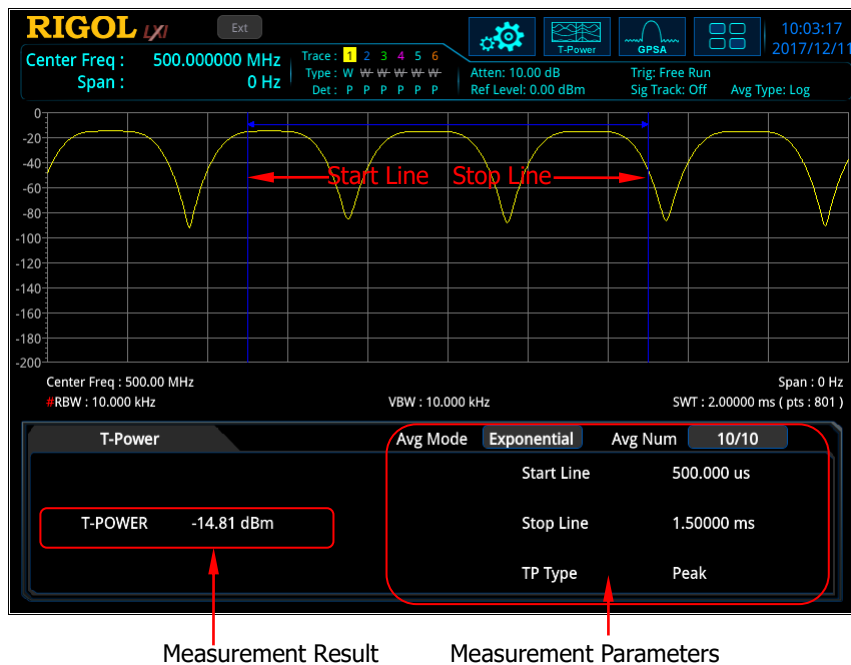 RIGOL LXI Ext
10:03:17
2017/12/11
T-Power
GPSA
Center Freq : 500.000000 MHz
Span : 0 Hz
Trace : 1 2 3 4 5 6
Type : W W W W W W
Det : P P P P P P
Atten: 10.00 dB
Ref Level: 0.00 dBm
Trig: Free Run
Sig Track: Off
Avg Type: Log
0
-20
-40
-60
-80
-100
-120
-140
-160
-180
-200
Start Line
Stop Line
Center Freq : 500.00 MHz
Span : 0 Hz
#RBW : 10.000 kHz
VBW : 10.000 kHz
SWT : 2.00000 ms ( pts : 801 )
T-Power
Avg Mode Exponential Avg Num 10/10
Start Line 500.000 us
T-POWER -14.81 dBm
Stop Line 1.50000 ms
TP Type Peak
Measurement Result
Measurement Parameters